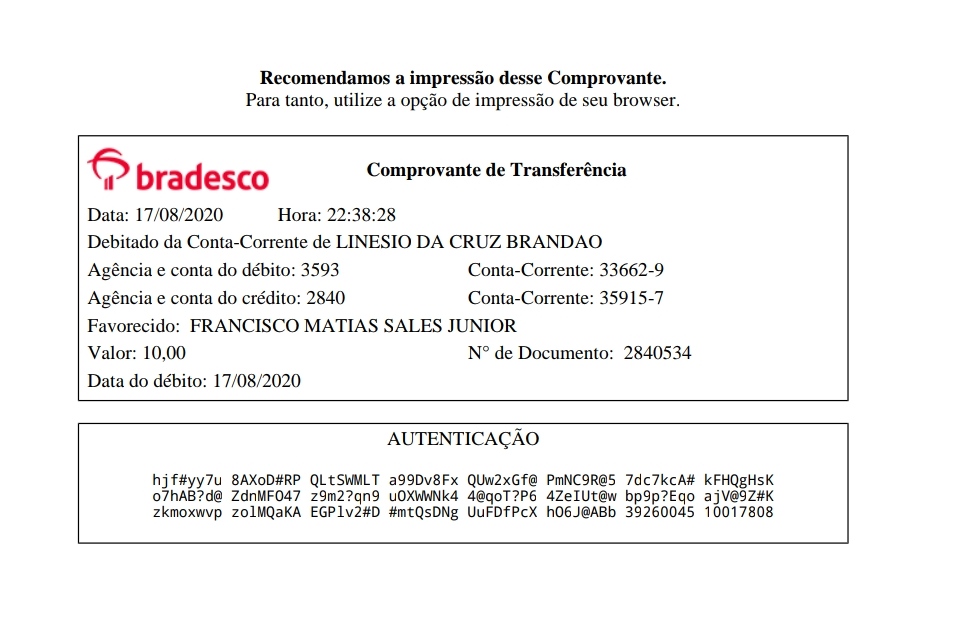 Recomendamos a impressão desse Comprovante.
Para tanto, utilize a opção de impressão de seu browser.
bradesco Comprovante de Transferência
Data: 17/08/2020 Hora: 22:38:28
Debitado da Conta-Corrente de LINESIO DA CRUZ BRANDAO
Agência e conta do débito: 3593 Conta-Corrente: 33662-9
Agência e conta do crédito: 2840 Conta-Corrente: 35915-7
Favorecido: FRANCISCO MATIAS SALES JUNIOR
Valor: 10,00 N° de Documento: 2840534
Data do débito: 17/08/2020
AUTENTICAÇÃO
hjf#yy7u 8AXoD#RP QLtSWMLT a99Dv8Fx QUw2xGf@ PmNC9R@5 7dc7kcA# kFHQgHsK
o7hAB?d@ ZdnMFO47 z9m2?qn9 uOXWWNk4 4@qoT?P6 4ZeIUt@w bp9p?Eqo ajV@9Z#K
zkmoxwvp zolMQaKA EGPlv2#D #mtQsDNg UuFDfPcX hO6J@ABb 39260045 10017808